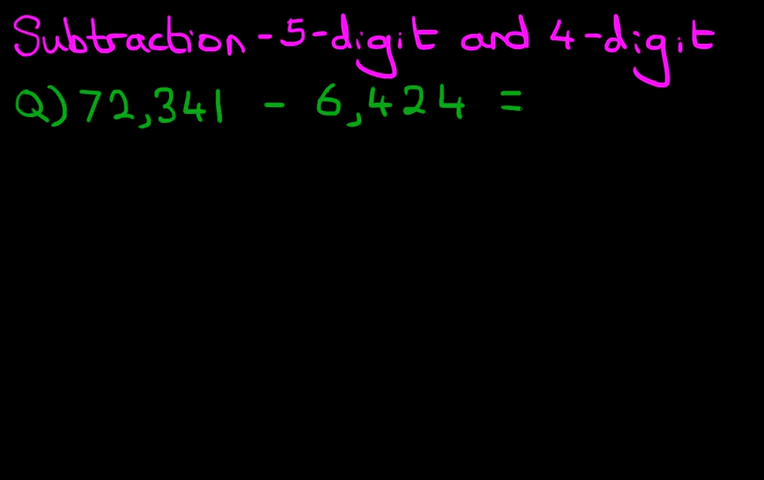 Subtraction -5-digit and 4-digit
Q) 72,341 - 6,424 =